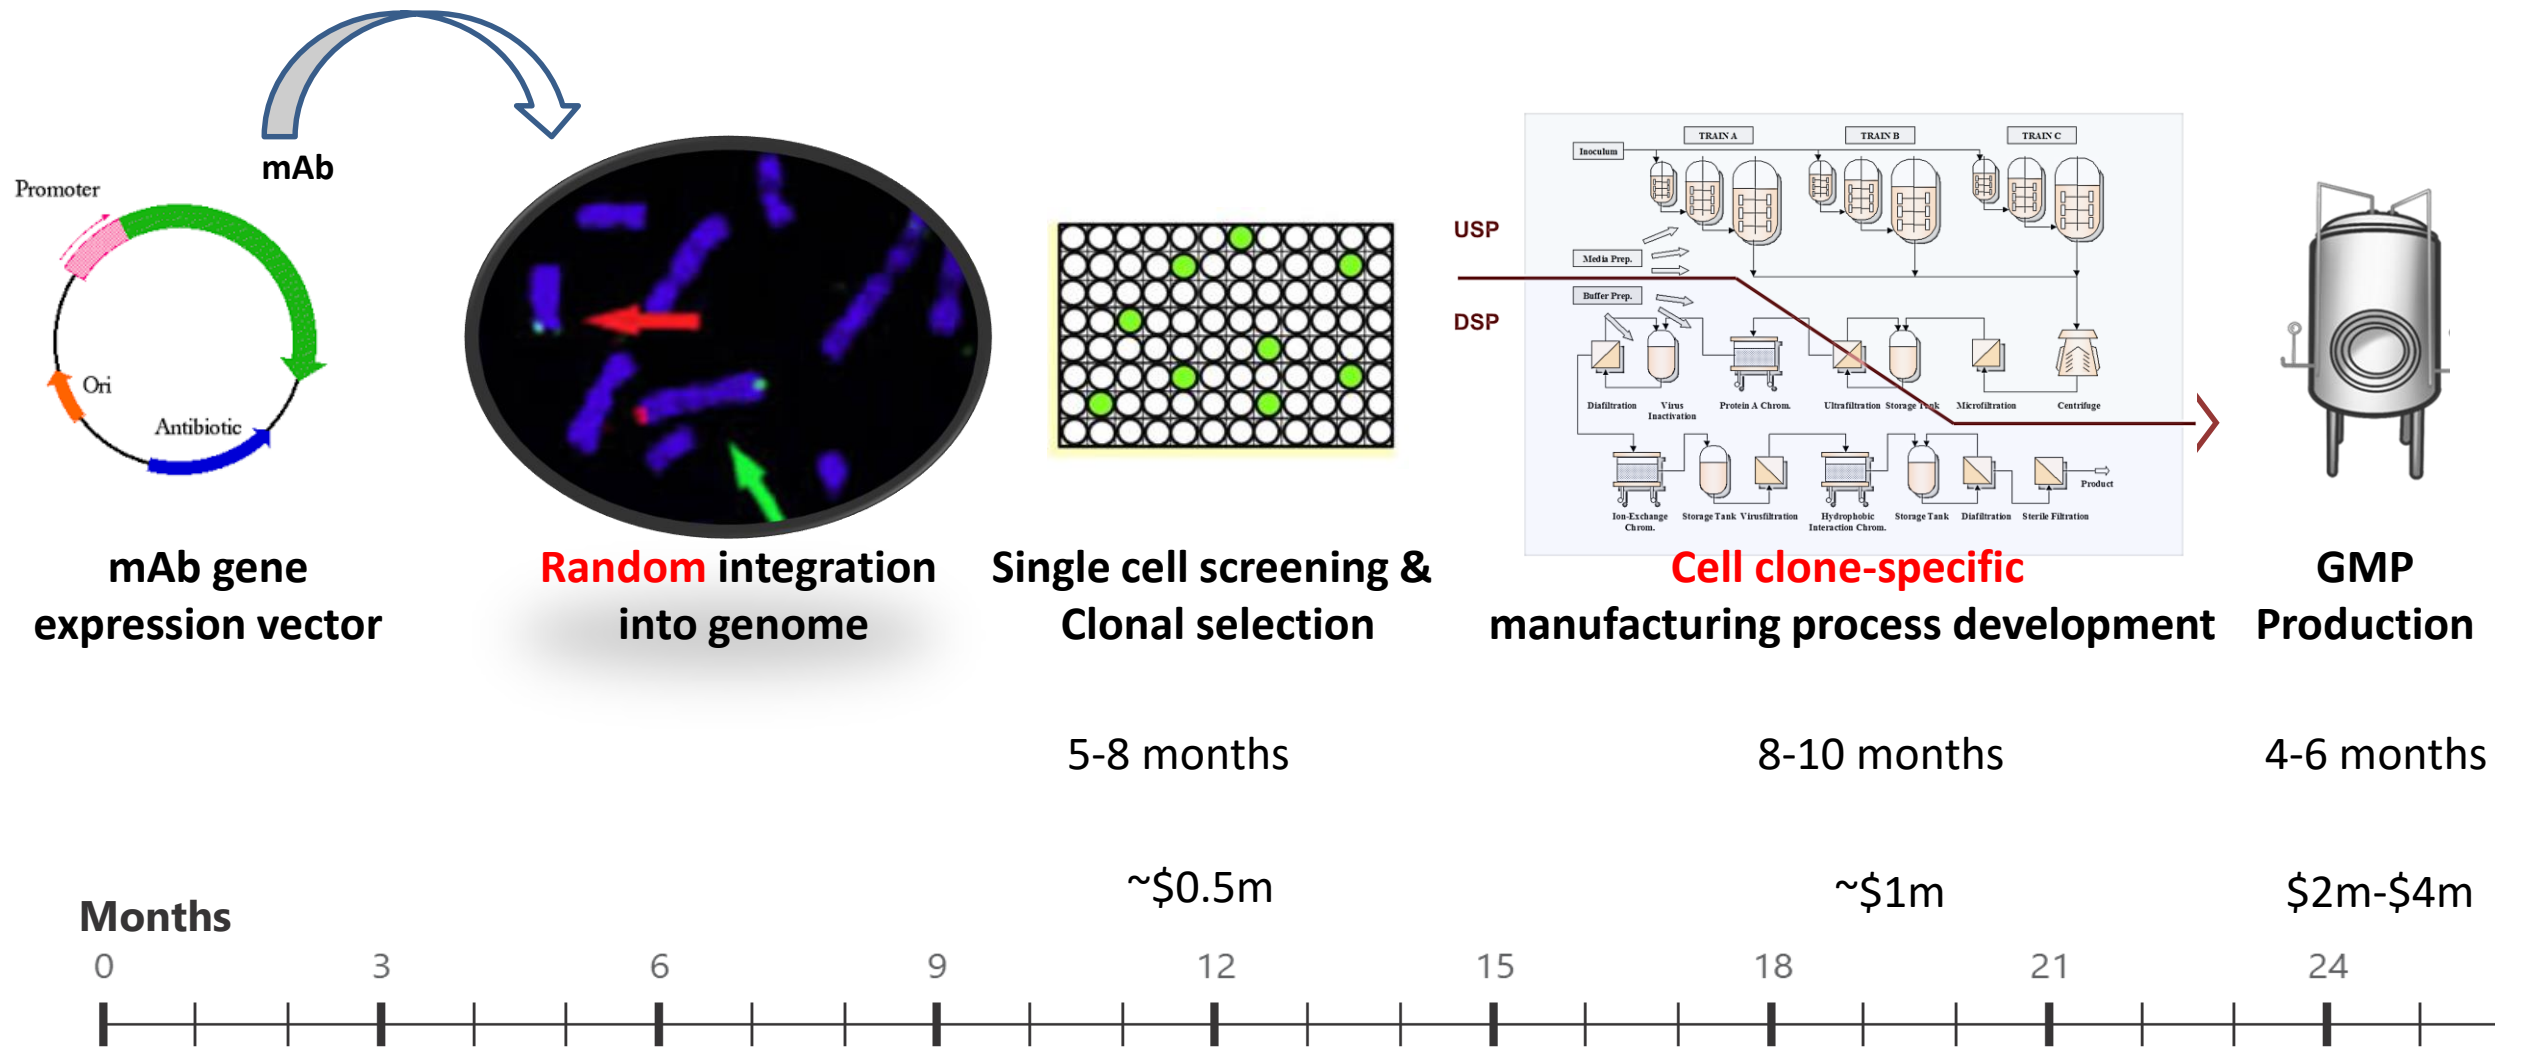 mAb
Promoter
Ori
Antibiotic
mAb gene
expression vector
Random integration
into genome
Single cell screening &
Clonal selection
USP
DSP
TRAIN A
TRAIN B
TRAIN C
Inoculum
Media Prep.
Buffer Prep.
Diafiltration
Virus
Inactivation
Protein A Chrom.
Ultrafiltration
Storage Tank
Microfiltration
Centrifuge
Product
Ion-Exchange
Chrom.
Storage Tank
Virusfiltration
Hydrophobic
Interaction Chrom.
Storage Tank
Diafiltration
Sterile Filtration
Cell clone-specific
manufacturing process development
GMP
Production
5-8 months
8-10 months
4-6 months
~$0.5m
~$1m
$2m-$4m
Months
0 3 6 9 12 15 18 21 24